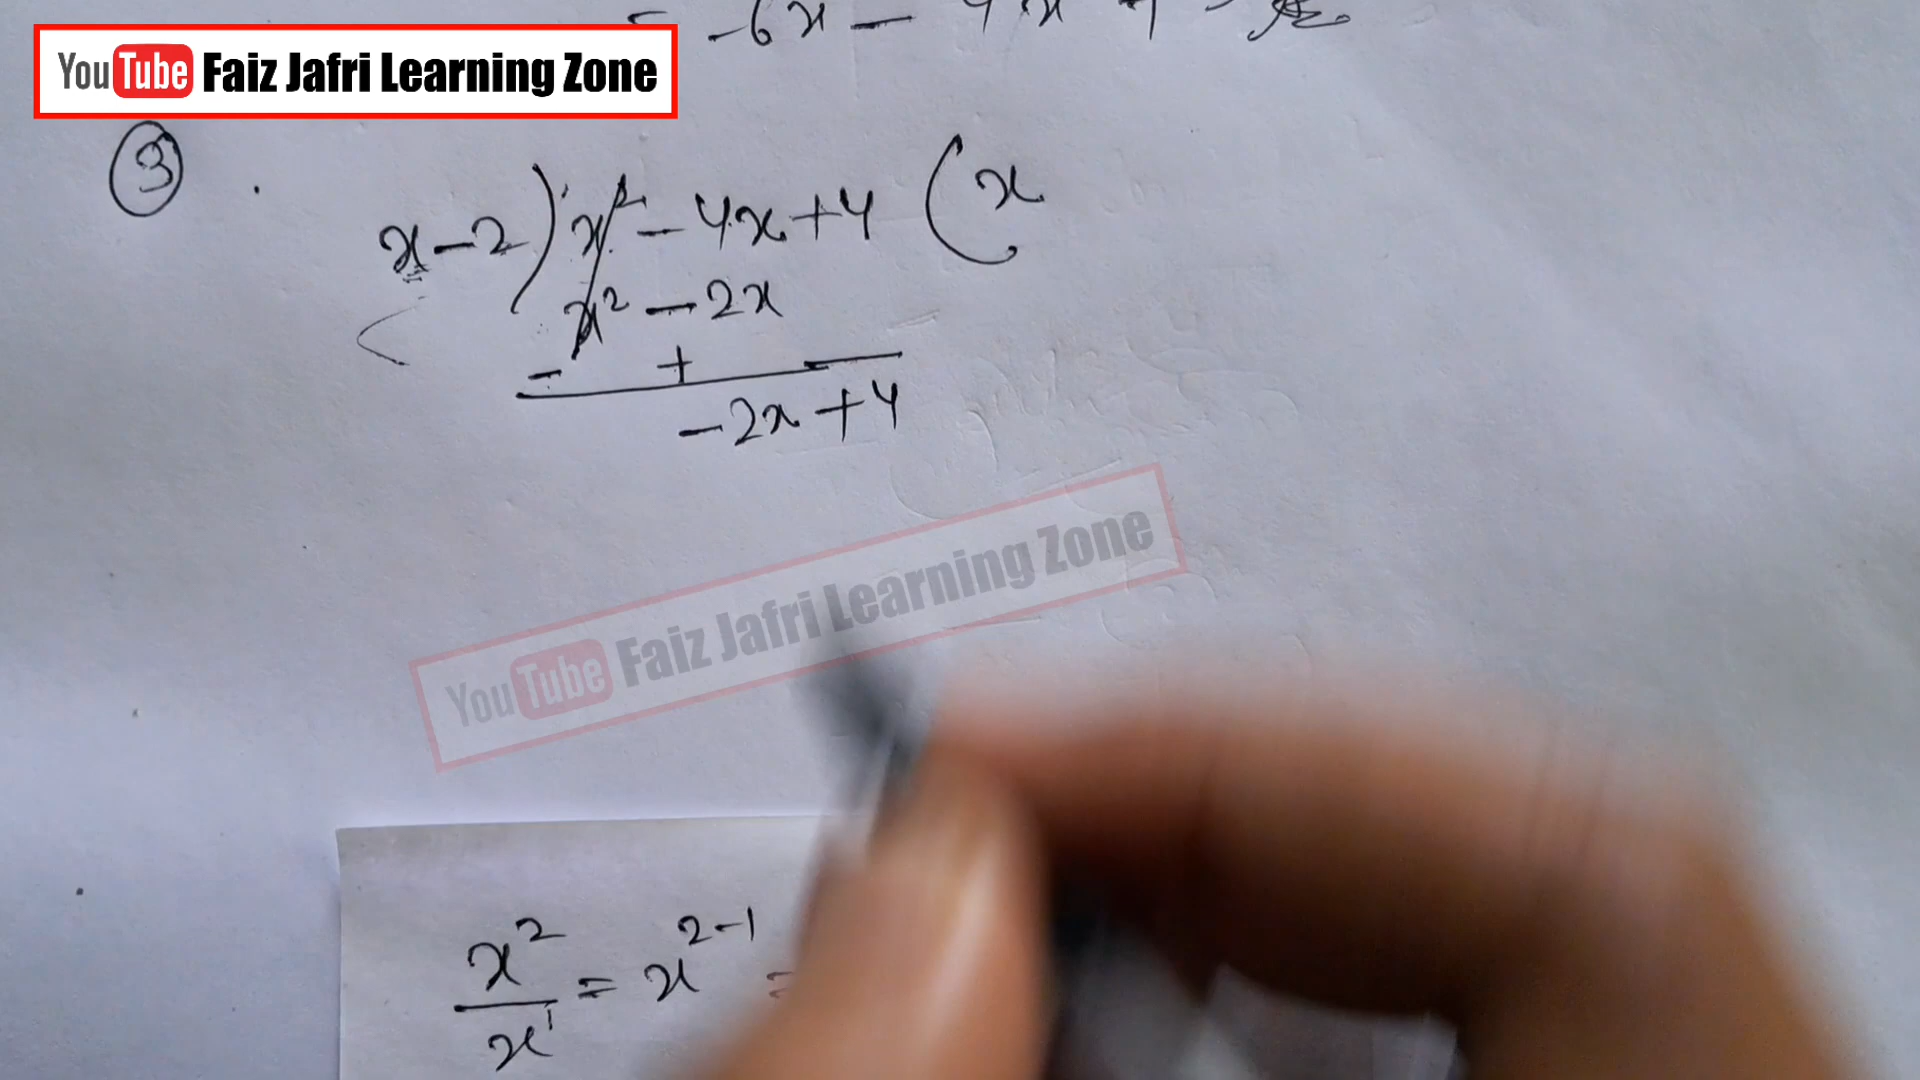 -6x - 4x +
YouTube Faiz Jafri Learning Zone
3
x-2) x² - 4x + 4 ( x
x² - 2x
- +
-2x + 4
YouTube Faiz Jafri Learning Zone
x²/x¹ = x²⁻¹ =